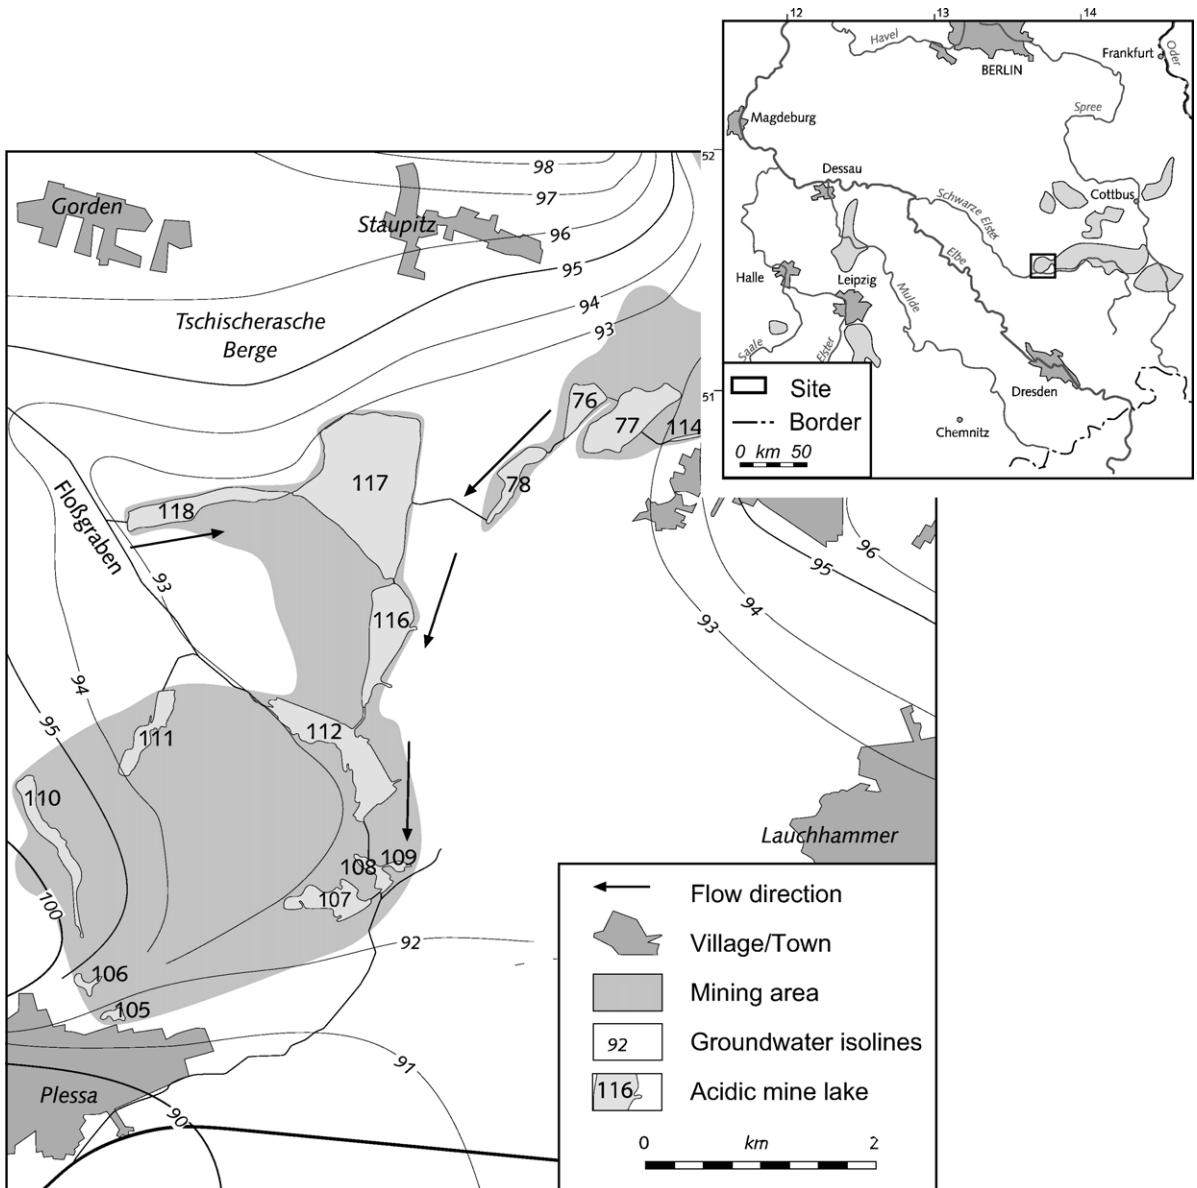 12
13
14
Havel
BERLIN
Frankfurt
Oder
Spree
Magdeburg
52
Dessau
Schwarze Elster
Cottbus
Elbe
Halle
Leipzig
Mulde
Saale
Elster
Dresden
51
Chemnitz
Site
Border
0 km 50
98
97
Gorden
Staupitz
96
95
Tschischerasche
Berge
94
93
76
77
114
117
78
118
Floßgraben
93
116
96
95
94
93
94
95
112
111
110
Lauchhammer
109
108
107
100
92
106
105
91
Plessa
90
Flow direction
Village/Town
Mining area
92 Groundwater isolines
116 Acidic mine lake
0 km 2